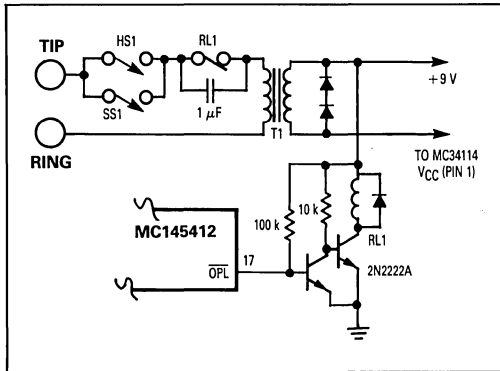 TIP
HS1
RL1
SS1
1 μF
T1
RING
+9 V
TO MC34114
VCC (PIN 1)
MC145412
OPL
17
100 k
10 k
RL1
2N2222A